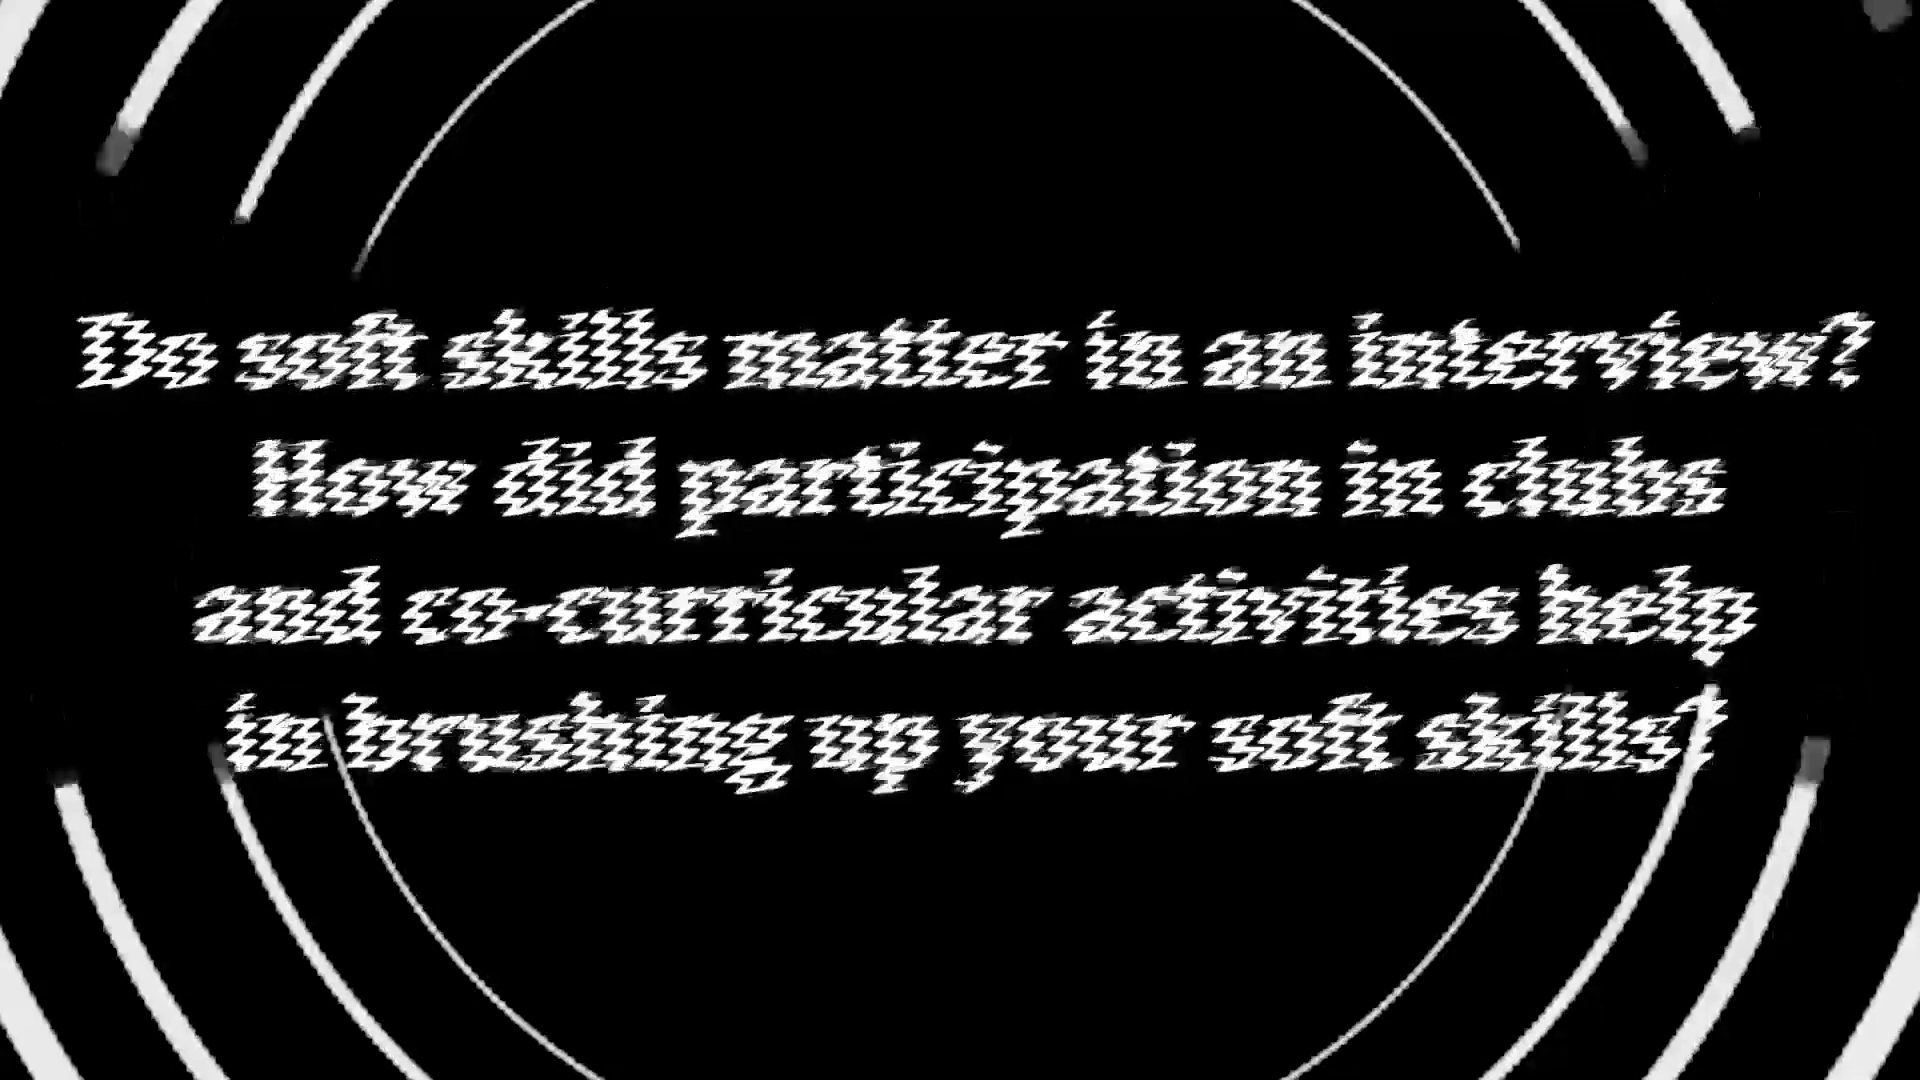 Do soft skills matter in an interview?
How did participation in clubs
and co-curricular activities help
in brushing up your soft skills?